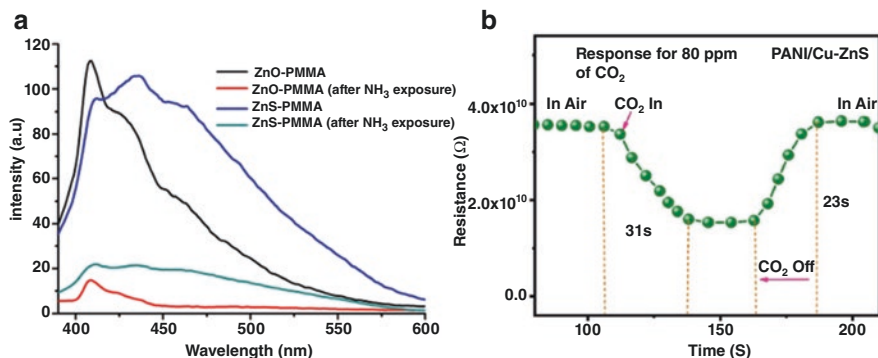 a
120
100
80
60
40
20
0
intensity (a.u)
400
450
500
550
600
Wavelength (nm)
ZnO-PMMA
ZnO-PMMA (after NH₃ exposure)
ZnS-PMMA
ZnS-PMMA (after NH₃ exposure)
b
Response for 80 ppm
of CO₂
PANI/Cu-ZnS
In Air
CO₂ In
In Air
31s
23s
CO₂ Off
4.0x10¹⁰
2.0x10¹⁰
0.0
Resistance (Ω)
100
150
200
Time (S)